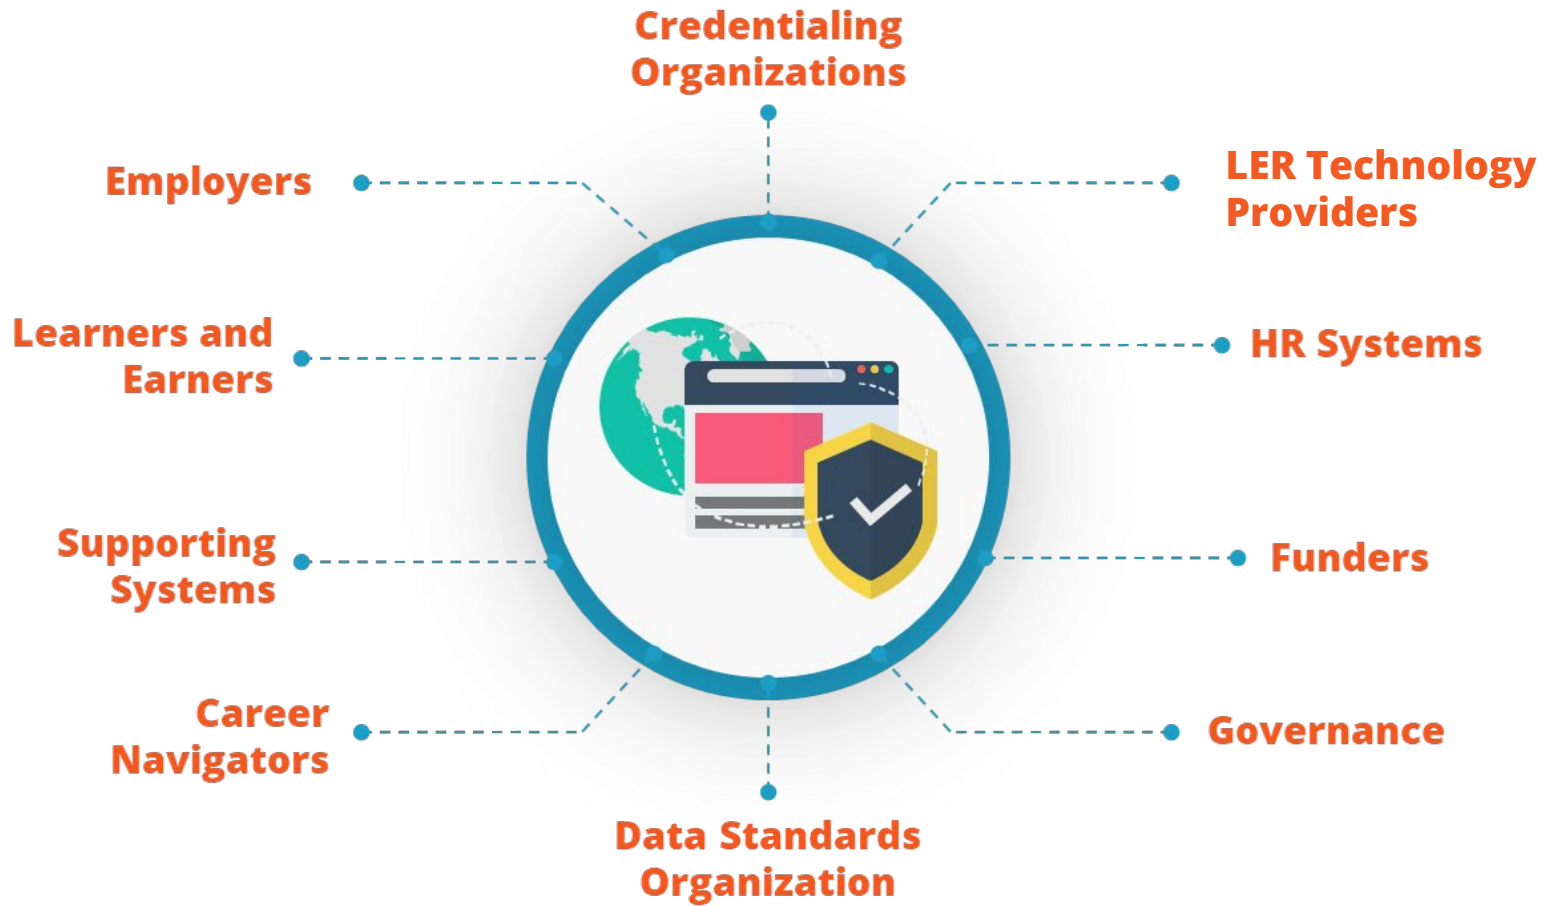 Credentialing
Organizations
Employers
LER Technology
Providers
Learners and
Earners
HR Systems
Supporting
Systems
Funders
Career
Navigators
Governance
Data Standards
Organization